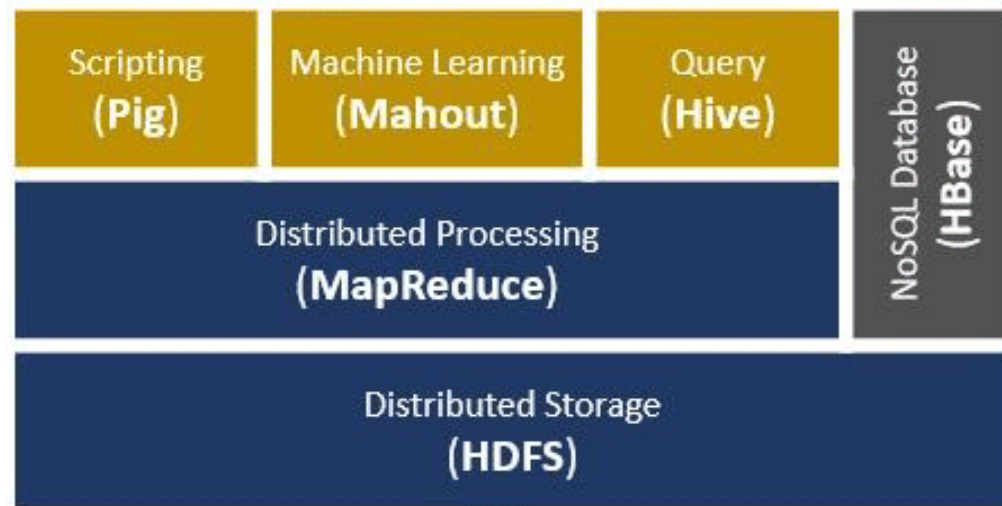 Scripting
(Pig)
Machine Learning
(Mahout)
Query
(Hive)
NoSQL Database
(HBase)
Distributed Processing
(MapReduce)
Distributed Storage
(HDFS)